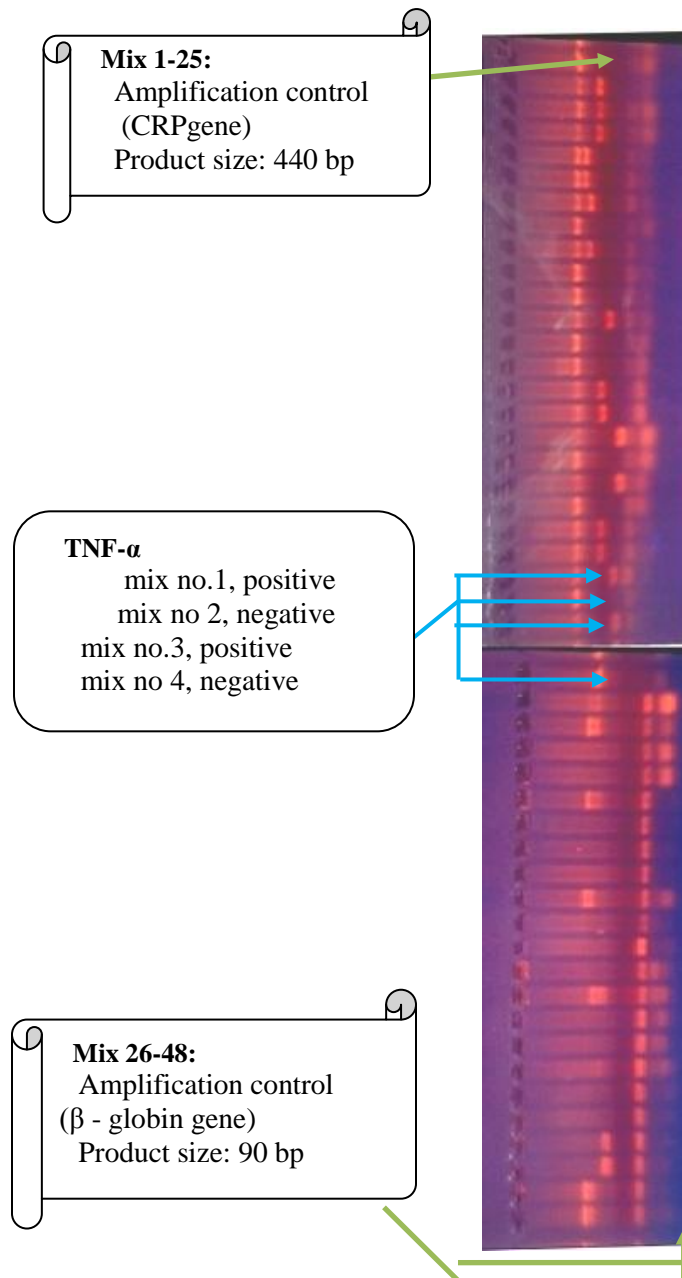 Mix 1-25:
Amplification control
(CRPgene)
Product size: 440 bp
TNF-α
mix no.1, positive
mix no 2, negative
mix no.3, positive
mix no 4, negative
Mix 26-48:
Amplification control
(β - globin gene)
Product size: 90 bp